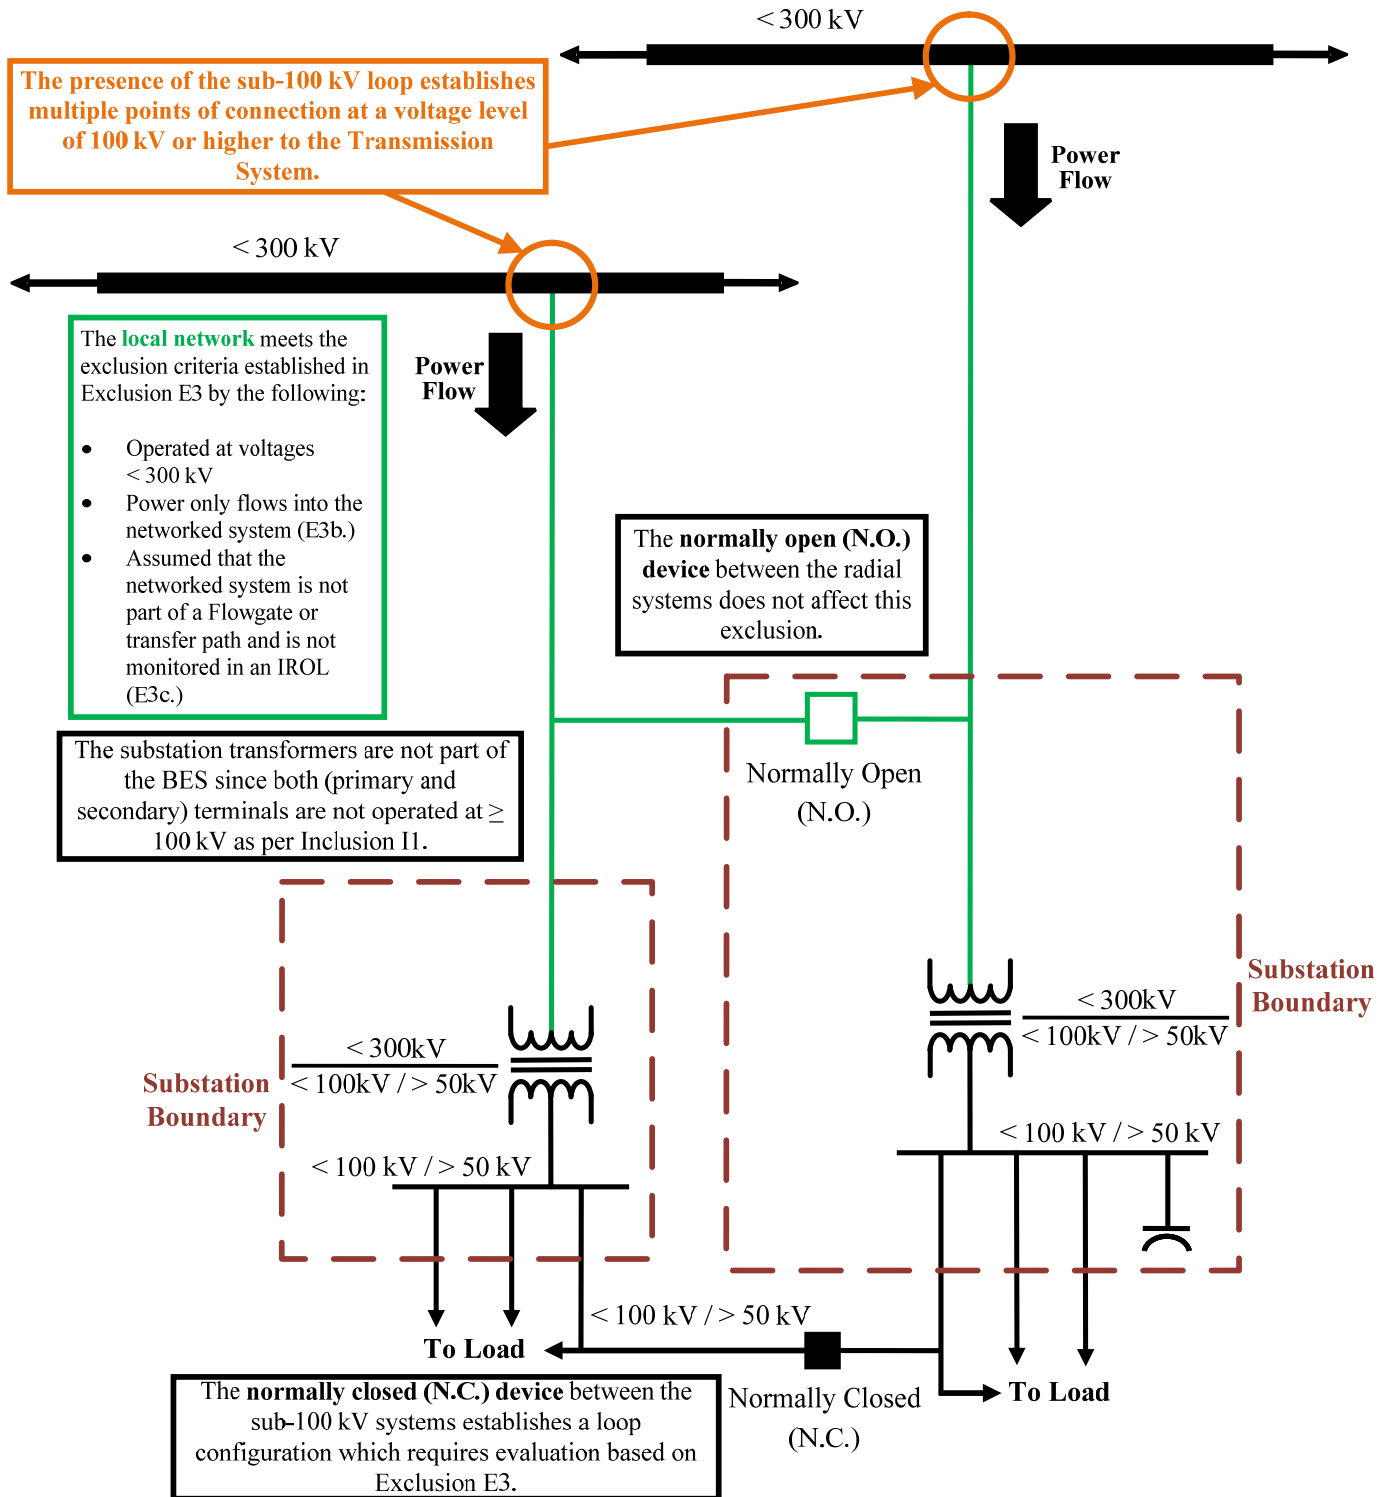 < 300 kV
The presence of the sub-100 kV loop establishes
multiple points of connection at a voltage level
of 100 kV or higher to the Transmission
System.
Power
Flow
< 300 kV
The local network meets the
exclusion criteria established in
Exclusion E3 by the following:
• Operated at voltages
< 300 kV
• Power only flows into the
networked system (E3b.)
• Assumed that the
networked system is not
part of a Flowgate or
transfer path and is not
monitored in an IROL
(E3c.)
Power
Flow
The normally open (N.O.)
device between the radial
systems does not affect this
exclusion.
The substation transformers are not part of
the BES since both (primary and
secondary) terminals are not operated at ≥
100 kV as per Inclusion I1.
Normally Open
(N.O.)
Substation
Boundary
< 300kV
< 100kV / > 50kV
< 300kV
< 100kV / > 50kV
Substation
Boundary
< 100 kV / > 50 kV
< 100 kV / > 50 kV
< 100 kV / > 50 kV
To Load
To Load
Normally Closed
(N.C.)
The normally closed (N.C.) device between the
sub-100 kV systems establishes a loop
configuration which requires evaluation based on
Exclusion E3.